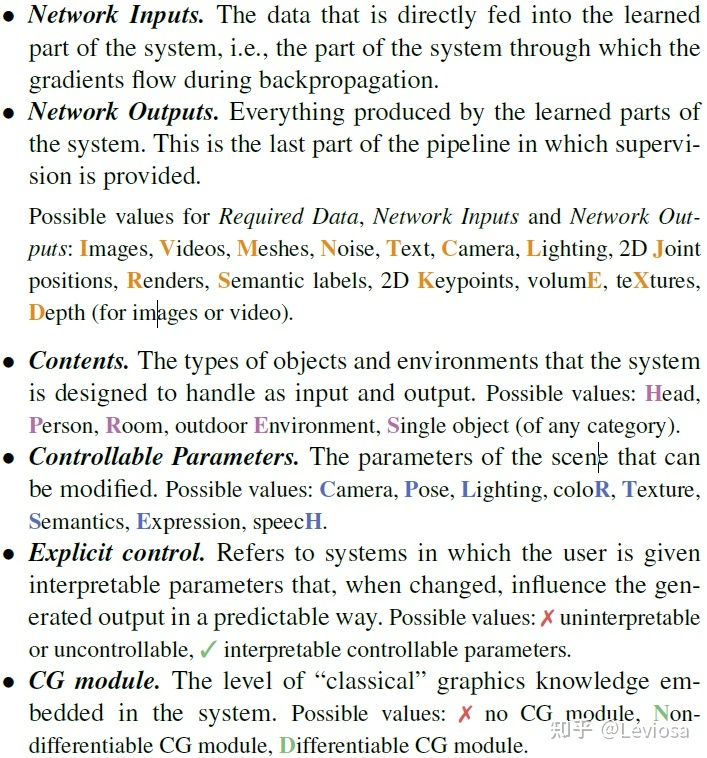 • Network Inputs. The data that is directly fed into the learned
part of the system, i.e., the part of the system through which the
gradients flow during backpropagation.
• Network Outputs. Everything produced by the learned parts of
the system. This is the last part of the pipeline in which supervi-
sion is provided.
Possible values for Required Data, Network Inputs and Network Out-
puts: Images, Videos, Meshes, Noise, Text, Camera, Lighting, 2D Joint
positions, Renders, Semantic labels, 2D Keypoints, volumE, teXtures,
Depth (for images or video).
• Contents. The types of objects and environments that the system
is designed to handle as input and output. Possible values: Head,
Person, Room, outdoor Environment, Single object (of any category).
• Controllable Parameters. The parameters of the scene that can
be modified. Possible values: Camera, Pose, Lighting, coloR, Texture,
Semantics, Expression, speecH.
• Explicit control. Refers to systems in which the user is given
interpretable parameters that, when changed, influence the gen-
erated output in a predictable way. Possible values: ✗ uninterpretable
or uncontrollable, ✓ interpretable controllable parameters.
• CG module. The level of “classical” graphics knowledge em-
bedded in the system. Possible values: ✗ no CG module, Non-
differentiable CG module, Differentiable CG module.
知乎 @Leviosa